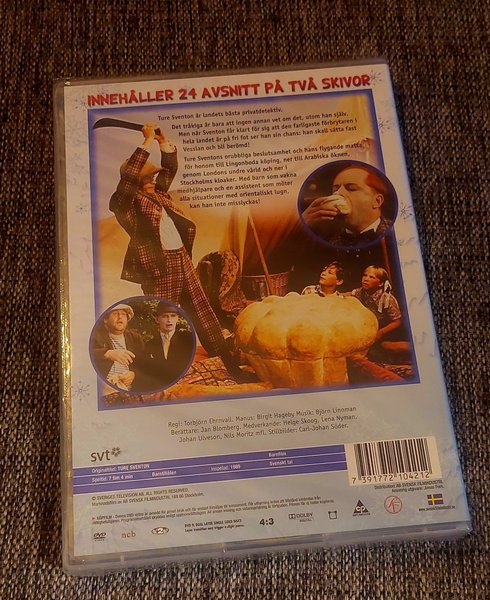 INNEHÅLLER 24 AVSNITT PÅ TVÅ SKIVOR
Ture Sventon är landets bästa privatdetektiv.
Det tråkiga är bara att ingen annan vet om det, utom han själv.
Men när Sventon får klart för sig att den farligaste förbrytaren i
hela landet är på fri fot ser han sin chans: han skall sätta fast
Vesslan och bli berömd!
Ture Sventons orubbliga beslutsamhet och hans flygande matta
för honom till Lingonboda köping, ner till Arabiska öknen,
genom Londons undre värld och ner i
Stockholms kloaker. Med barn som vakna
medhjälpare och en assistent som möter
alla situationer med orientaliskt lugn,
kan han inte misslyckas!
Regi: Torbjörn Ehrnvall. Manus: Birgit Hageby Musik: Björn Linnman
Berättare: Jan Blomberg. Medverkande: Helge Skoog, Lena Nyman,
Johan Ulveson, Nils Moritz mfl. Stillbilder: Carl-Johan Söder.
svt
Originaltitel: TURE SVENTON
Barnfilm
Speltid: 7 tim 4 min
Barntillåten
Inspelad: 1989
Svenskt tal
7 391772 104212
© SVERIGES TELEVISION AB. ALL RIGHTS RESERVED.
DVD
ncb
2
4:3
DOLBY
DIGITAL
SF